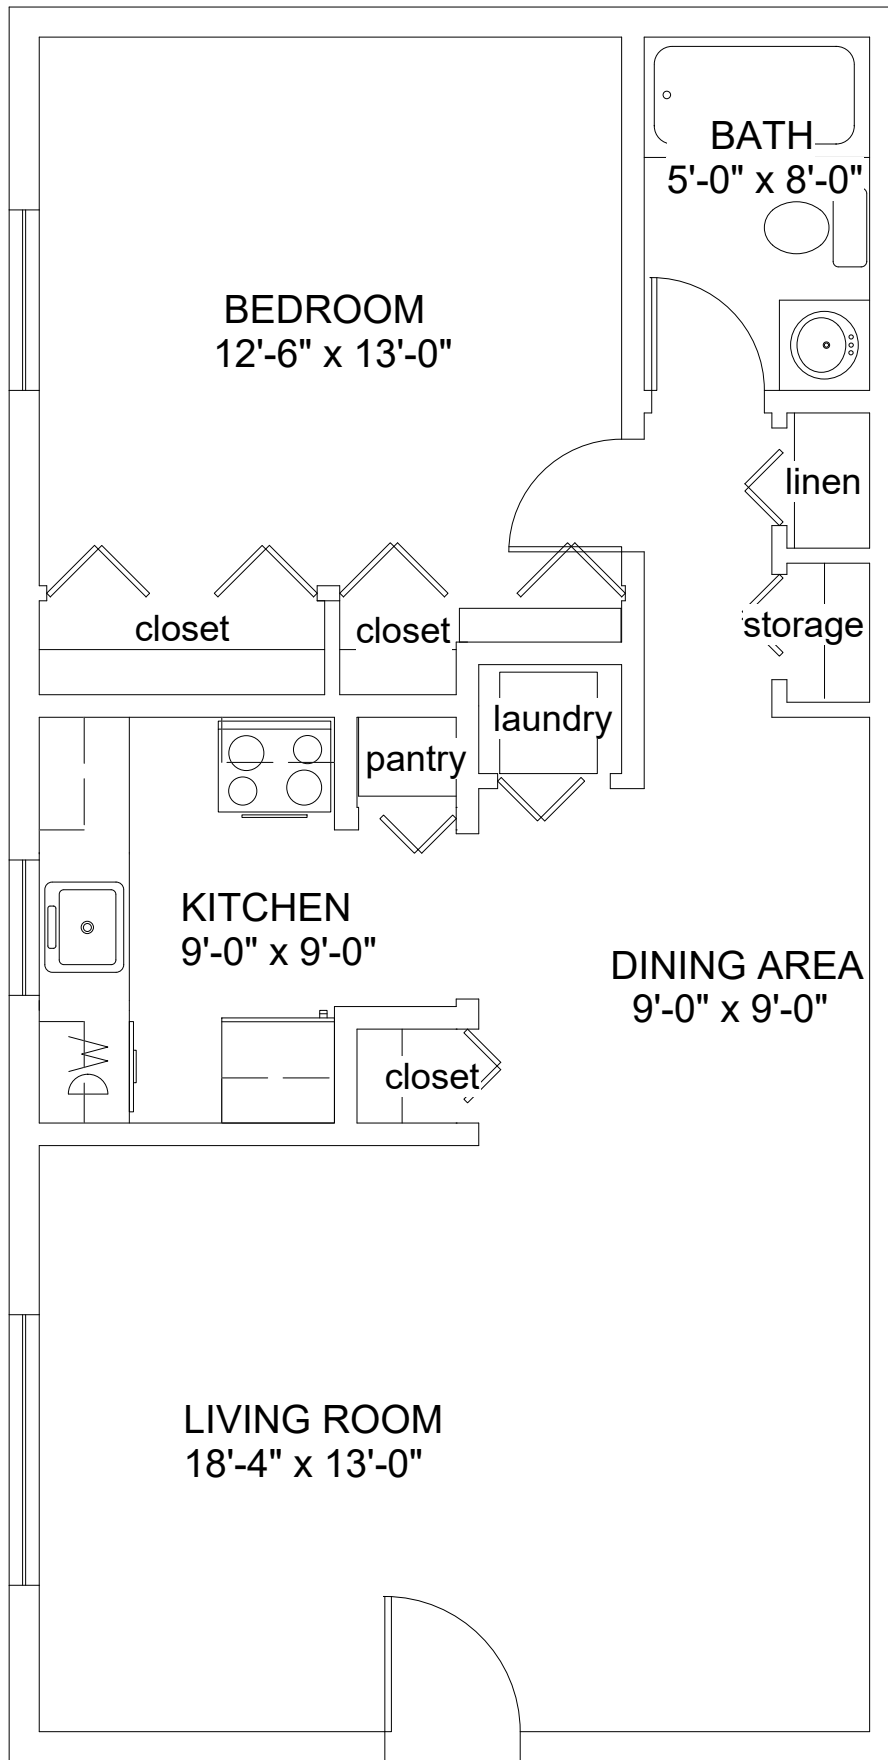 BATH
5'-0" x 8'-0"
BEDROOM
12'-6" x 13'-0"
linen
closet
closet
storage
laundry
pantry
KITCHEN
9'-0" x 9'-0"
DINING AREA
9'-0" x 9'-0"
closet
LIVING ROOM
18'-4" x 13'-0"